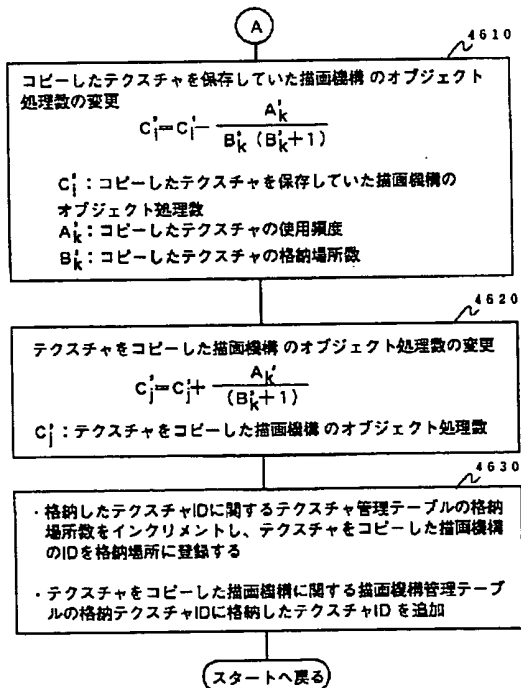 A
4610
コピーしたテクスチャを保存していた描画機構 のオブジェクト
処理数の変更
C'i=C'i- A'k / B'k (B'k+1)
C'i:コピーしたテクスチャを保存していた描画機構の
オブジェクト処理数
A'k:コピーしたテクスチャの使用頻度
B'k:コピーしたテクスチャの格納場所数
4620
テクスチャをコピーした描画機構 のオブジェクト処理数の変更
C'j=C'j+ Ak' / (B'k+1)
C'j:テクスチャをコピーした描画機構 のオブジェクト処理数
4630
・格納したテクスチャIDに関するテクスチャ管理テーブルの格納
場所数をインクリメントし、テクスチャをコピーした描画機構
のIDを格納場所に登録する
・テクスチャをコピーした描画機構に関する描画機構管理テーブ
ルの格納テクスチャIDに格納したテクスチャID を追加
スタートへ戻る